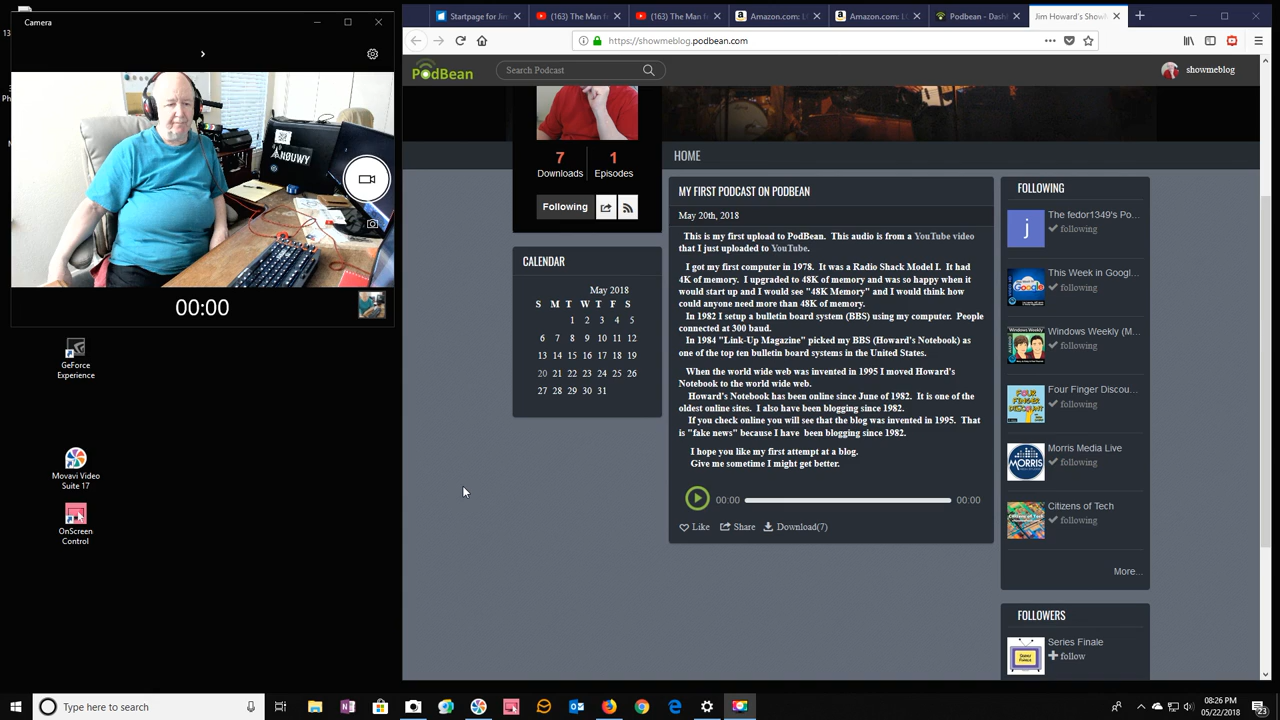 Camera
00:00
GeForce
Experience
Movavi Video
Suite 17
OnScreen
Control
Startpage for Jim
(163) The Man f
(163) The Man f
Amazon.com: LI
Amazon.com: LC
Podbean - Dash
Jim Howard's Show
https://showmeblog.podbean.com
PodBean
Search Podcast
showmeblog
7
Downloads
1
Episodes
Following
HOME
CALENDAR
May 2018
S M T W T F S
1 2 3 4 5
6 7 8 9 10 11 12
13 14 15 16 17 18 19
20 21 22 23 24 25 26
27 28 29 30 31
MY FIRST PODCAST ON PODBEAN
May 20th, 2018
This is my first upload to PodBean. This audio is from a YouTube video
that I just uploaded to YouTube.
I got my first computer in 1978. It was a Radio Shack Model I. It had
4K of memory. I upgraded to 48K of memory and was so happy when it
would start up and I would see "48K Memory" and I would think how
could anyone need more than 48K of memory.
In 1982 I setup a bulletin board system (BBS) using my computer. People
connected at 300 baud.
In 1984 "Link-Up Magazine" picked my BBS (Howard's Notebook) as
one of the top ten bulletin board systems in the United States.
When the world wide web was invented in 1995 I moved Howard's
Notebook to the world wide web.
Howard's Notebook has been online since June of 1982. It is one of the
oldest online sites. I also have been blogging since 1982.
If you check online you will see that the blog was invented in 1995. That
is "fake news" because I have been blogging since 1982.
I hope you like my first attempt at a blog.
Give me sometime I might get better.
00:00
00:00
Like
Share
Download(7)
FOLLOWING
j
The fedor1349's Po...
following
This Week in Googl...
following
Windows Weekly (M...
following
Four Finger Discou...
following
Morris Media Live
following
Citizens of Tech
following
More...
FOLLOWERS
Series Finale
follow
Type here to search
08:26 PM
05/22/2018
23